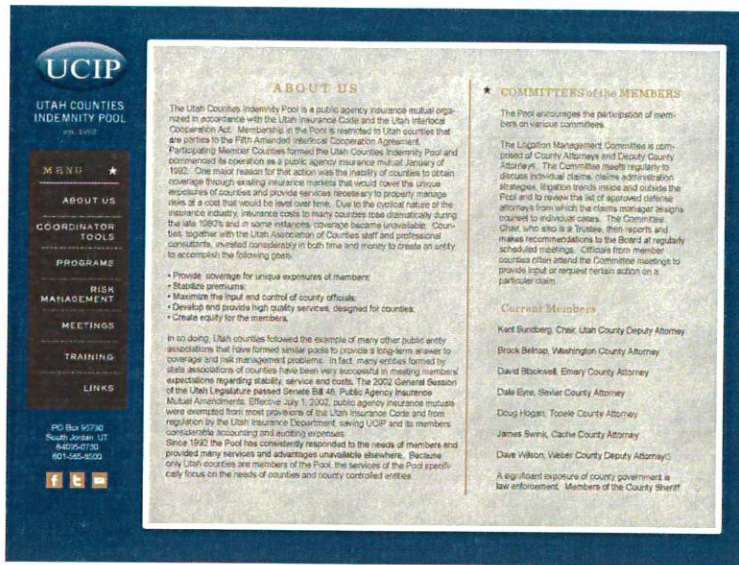 UCIP
UTAH COUNTIES
INDEMNITY POOL
est. 1992
MENU
ABOUT US
COORDINATOR
TOOLS
PROGRAMS
RISK
MANAGEMENT
MEETINGS
TRAINING
LINKS
PO Box 95730
South Jordan UT
84095-0730
801-565-8500
ABOUT US
The Utah Counties Indemnity Pool is a public agency insurance mutual orga-
nized in accordance with the Utah Insurance Code and the Utah Interlocal
Cooperation Act. Membership in the Pool is restricted to Utah counties that
are parties to the Fifth Amended Interlocal Cooperation Agreement.
Participating Member Counties formed the Utah Counties Indemnity Pool and
commenced its operation as a public agency insurance mutual January of
1992. One major reason for that action was the inability of counties to obtain
coverage through existing insurance markets that would cover the unique
exposures of counties and provide services necessary to properly manage
risks at a cost that would be level over time. Due to the cyclical nature of the
insurance industry, insurance costs to many counties rose dramatically during
the late 1980's and in some instances, coverage became unavailable. Coun-
ties, together with the Utah Association of Counties staff and professional
consultants, invested considerably in both time and money to create an entity
to accomplish the following goals:
• Provide coverage for unique exposures of members;
• Stabilize premiums;
• Maximize the input and control of county officials;
• Develop and provide high quality services, designed for counties;
• Create equity for the members.
In so doing, Utah counties followed the example of many other public entity
associations that have formed similar pools to provide a long-term answer to
coverage and risk management problems. In fact, many entities formed by
state associations of counties have been very successful in meeting members'
expectations regarding stability, service and costs. The 2002 General Session
of the Utah Legislature passed Senate Bill 46, Public Agency Insurance
Mutual Amendments. Effective July 1, 2002, public agency insurance mutuals
were exempted from most provisions of the Utah Insurance Code and from
regulation by the Utah Insurance Department, saving UCIP and its members
considerable accounting and auditing expenses.
Since 1992 the Pool has consistently responded to the needs of members and
provided many services and advantages unavailable elsewhere. Because
only Utah counties are members of the Pool, the services of the Pool specifi-
cally focus on the needs of counties and county controlled entities.
COMMITTEES of the MEMBERS
The Pool encourages the participation of mem-
bers on various committees.
The Litigation Management Committee is com-
prised of County Attorneys and Deputy County
Attorneys. The Committee meets regularly to
discuss individual claims, claims administration
strategies, litigation trends inside and outside the
Pool and to review the list of approved defense
attorneys from which the claims manager assigns
counsel to individual cases. The Committee
Chair, who also is a Trustee, then reports and
makes recommendations to the Board at regularly
scheduled meetings. Officials from member
counties often attend the Committee meetings to
provide input or request certain action on a
particular claim.
Current Members
Kent Sundberg, Chair, Utah County Deputy Attorney
Brock Belnap, Washington County Attorney
David Blackwell, Emery County Attorney
Dale Eyre, Sevier County Attorney
Doug Hogan, Tooele County Attorney
James Swink, Cache County Attorney
Dave Wilson, Weber County Deputy Attorney
A significant exposure of county government is
law enforcement. Members of the County Sheriff